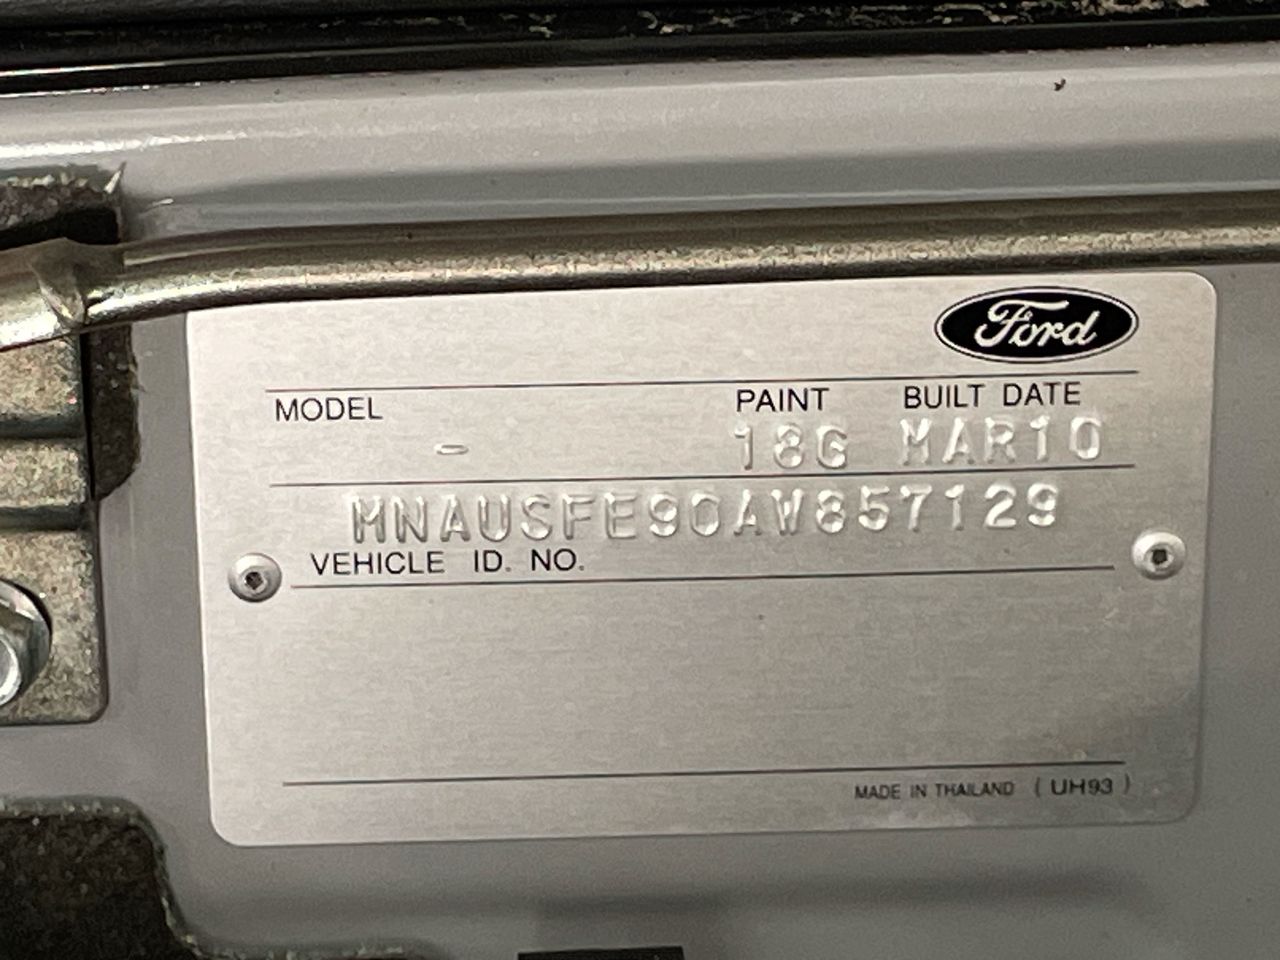 Ford
MODEL PAINT BUILT DATE
- 18G MAR10
MNAUSFE90AW857129
VEHICLE ID. NO.
MADE IN THAILAND (UH93)